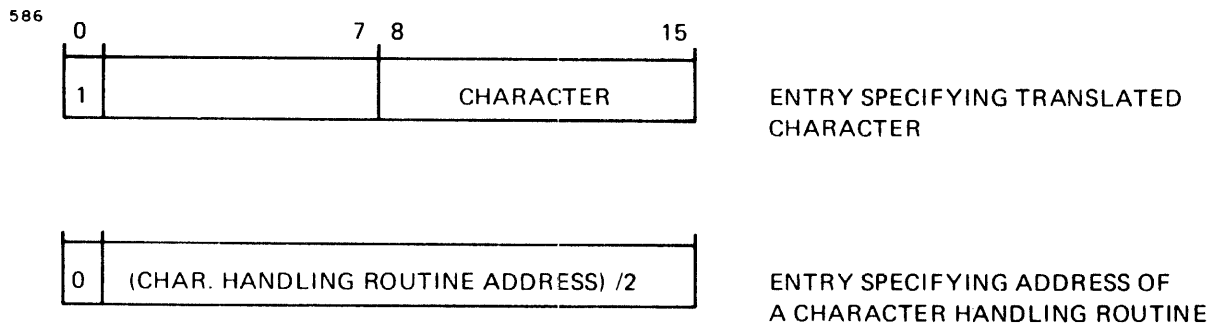 586
0 7 8 15
1 CHARACTER ENTRY SPECIFYING TRANSLATED
CHARACTER
0 (CHAR. HANDLING ROUTINE ADDRESS) /2 ENTRY SPECIFYING ADDRESS OF
A CHARACTER HANDLING ROUTINE